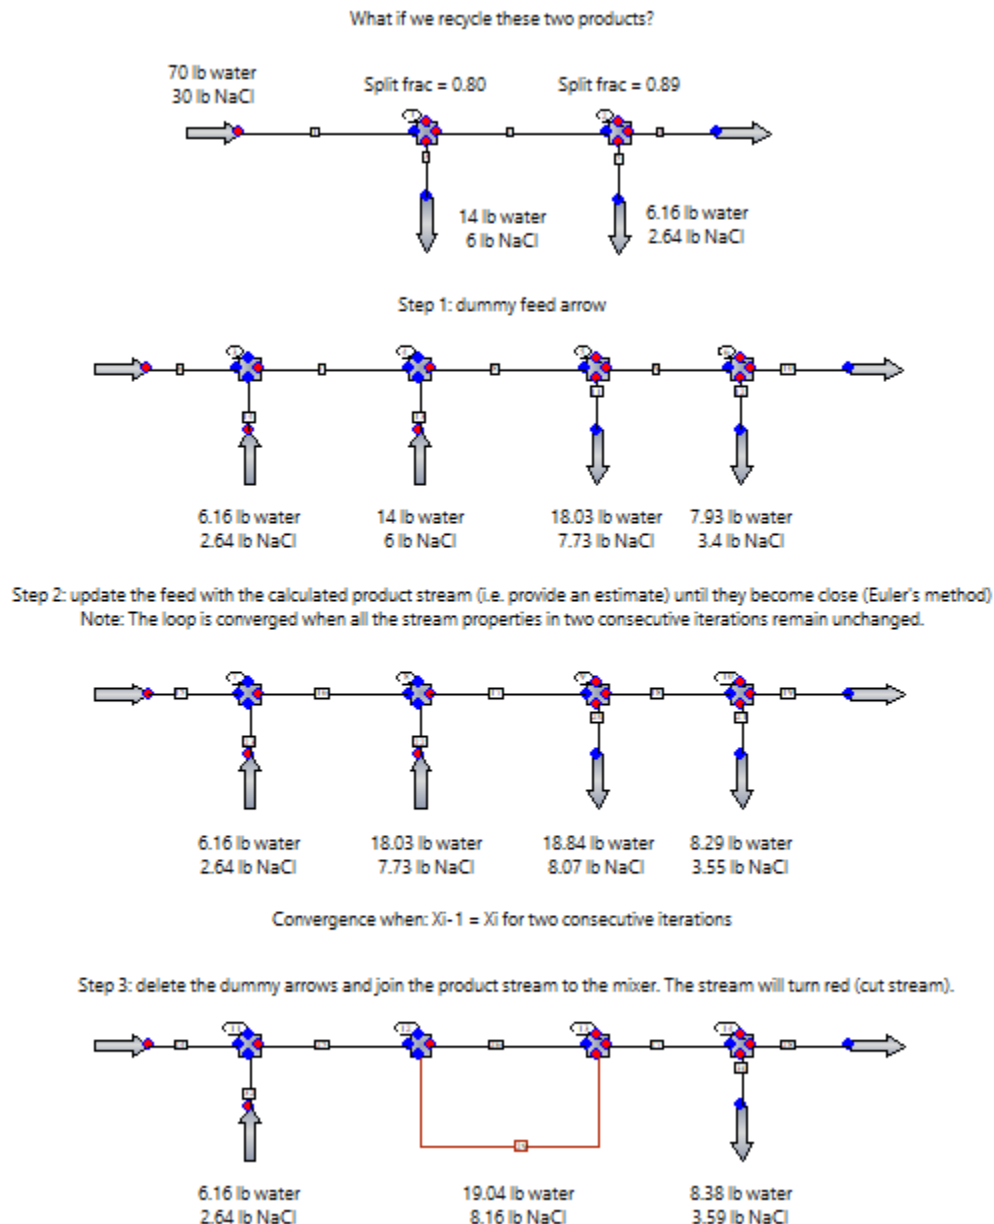 What if we recycle these two products?
70 lb water
30 lb NaCl
Split frac = 0.80
Split frac = 0.89
14 lb water
6 lb NaCl
6.16 lb water
2.64 lb NaCl
Step 1: dummy feed arrow
6.16 lb water
2.64 lb NaCl
14 lb water
6 lb NaCl
18.03 lb water
7.73 lb NaCl
7.93 lb water
3.4 lb NaCl
Step 2: update the feed with the calculated product stream (i.e. provide an estimate) until they become close (Euler's method)
Note: The loop is converged when all the stream properties in two consecutive iterations remain unchanged.
6.16 lb water
2.64 lb NaCl
18.03 lb water
7.73 lb NaCl
18.84 lb water
8.07 lb NaCl
8.29 lb water
3.55 lb NaCl
Convergence when: Xi-1 = Xi for two consecutive iterations
Step 3: delete the dummy arrows and join the product stream to the mixer. The stream will turn red (cut stream).
6.16 lb water
2.64 lb NaCl
19.04 lb water
8.16 lb NaCl
8.38 lb water
3.59 lb NaCl